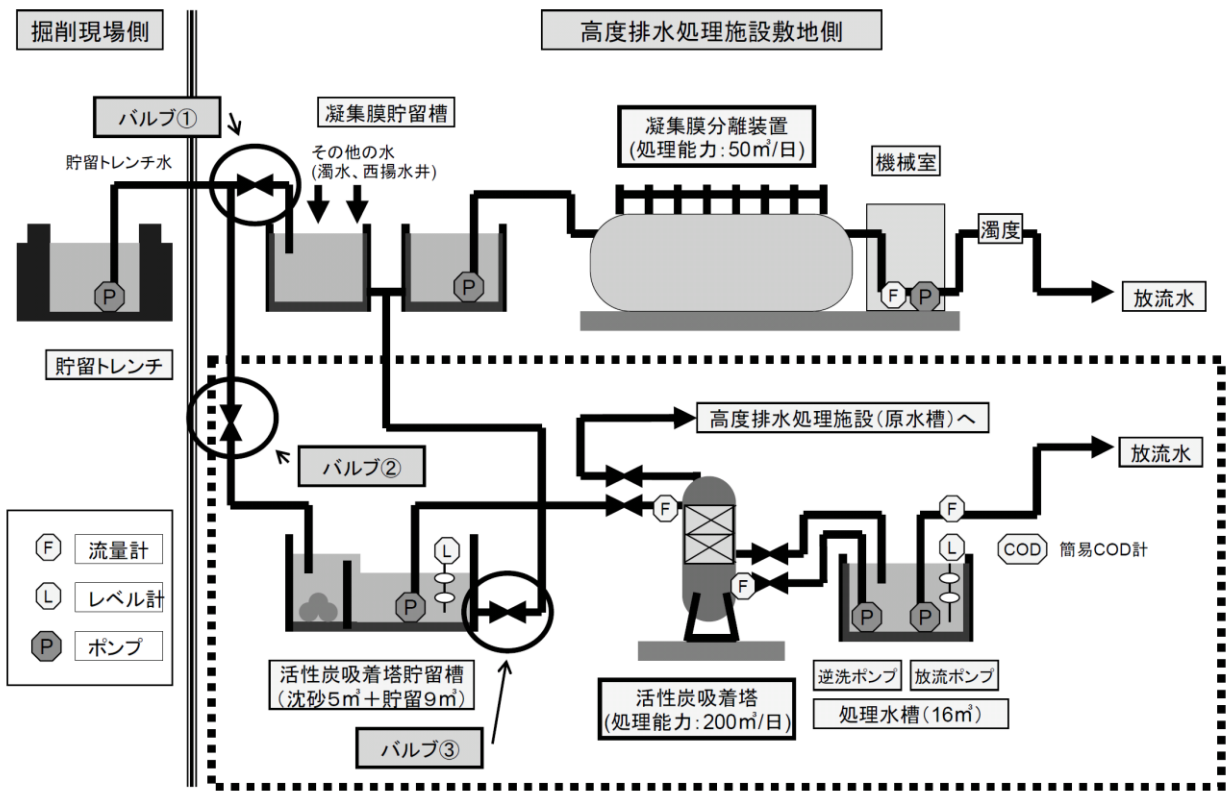 掘削現場側
高度排水処理施設敷地側
バルブ①
凝集膜貯留槽
貯留トレンチ水
その他の水
(濁水、西揚水井)
凝集膜分離装置
(処理能力:50㎥/日)
機械室
濁度
P
P
F
P
放流水
貯留トレンチ
バルブ②
高度排水処理施設(原水槽)へ
放流水
F
F
L
L
COD
簡易COD計
F
P
P
P
F
流量計
L
レベル計
P
ポンプ
活性炭吸着塔貯留槽
(沈砂5㎥+貯留9㎥)
バルブ③
活性炭吸着塔
(処理能力:200㎥/日)
逆洗ポンプ
放流ポンプ
処理水槽(16㎥)